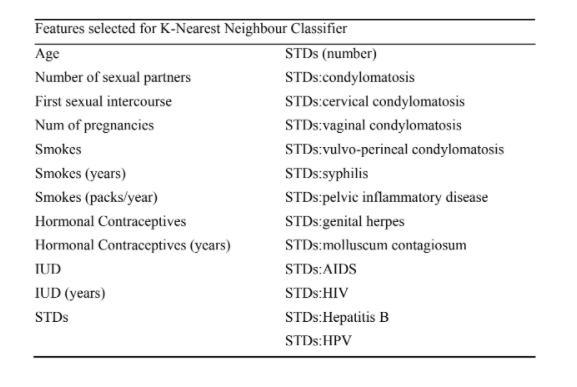 Features selected for K-Nearest Neighbour Classifier
Age STDs (number)
Number of sexual partners STDs:condylomatosis
First sexual intercourse STDs:cervical condylomatosis
Num of pregnancies STDs:vaginal condylomatosis
Smokes STDs:vulvo-perineal condylomatosis
Smokes (years) STDs:syphilis
Smokes (packs/year) STDs:pelvic inflammatory disease
Hormonal Contraceptives STDs:genital herpes
Hormonal Contraceptives (years) STDs:molluscum contagiosum
IUD STDs:AIDS
IUD (years) STDs:HIV
STDs STDs:Hepatitis B
STDs:HPV